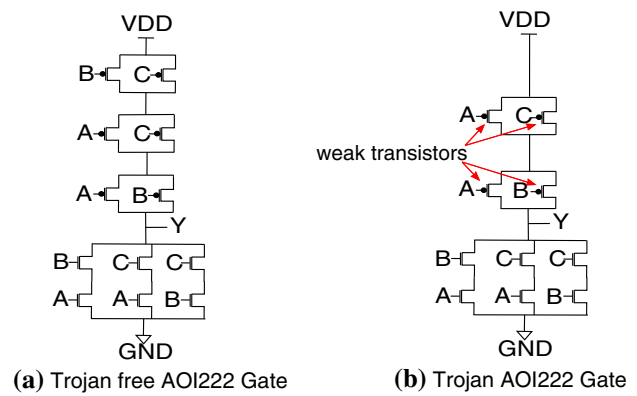 VDD
B C
A C
A B
Y
B C C
A A B
GND
(a) Trojan free AOI222 Gate
VDD
A C
weak transistors
A B
Y
B C C
A A B
GND
(b) Trojan AOI222 Gate